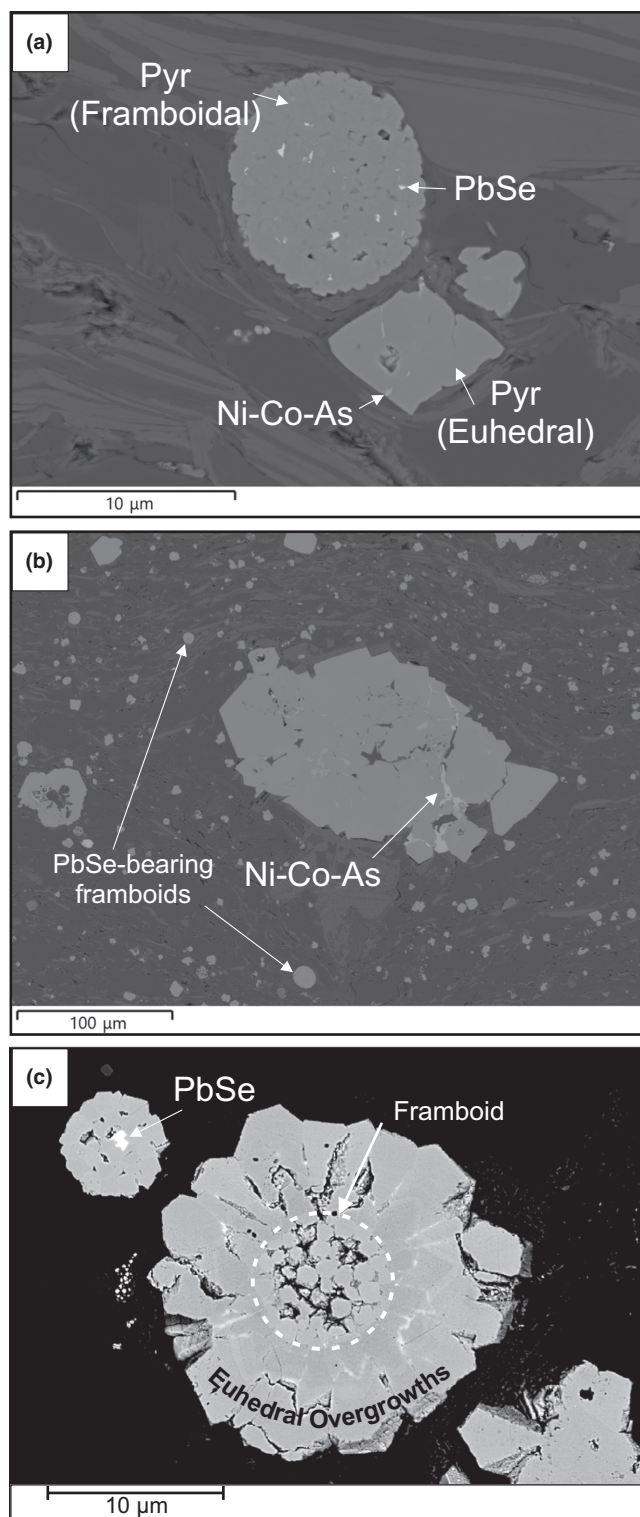 (a)
Pyr
(Framboidal)
PbSe
Ni-Co-As
Pyr
(Euhedral)
10 µm
(b)
PbSe-bearing
framboids
Ni-Co-As
100 µm
(c)
PbSe
Framboid
Euhedral Overgrowths
10 µm